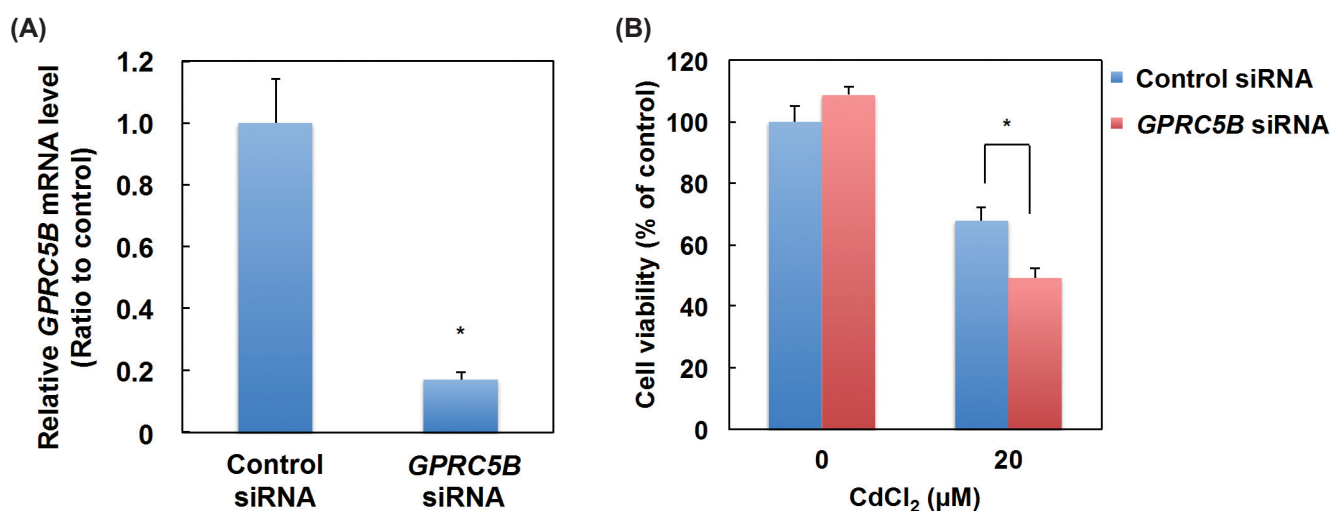 (A)
Relative GPRC5B mRNA level
(Ratio to control)
1.2
1.0
0.8
0.6
0.4
0.2
0
*
Control
siRNA
GPRC5B
siRNA
(B)
Cell viability (% of control)
120
100
80
60
40
20
0
*
0
20
CdCl₂ (µM)
Control siRNA
GPRC5B siRNA